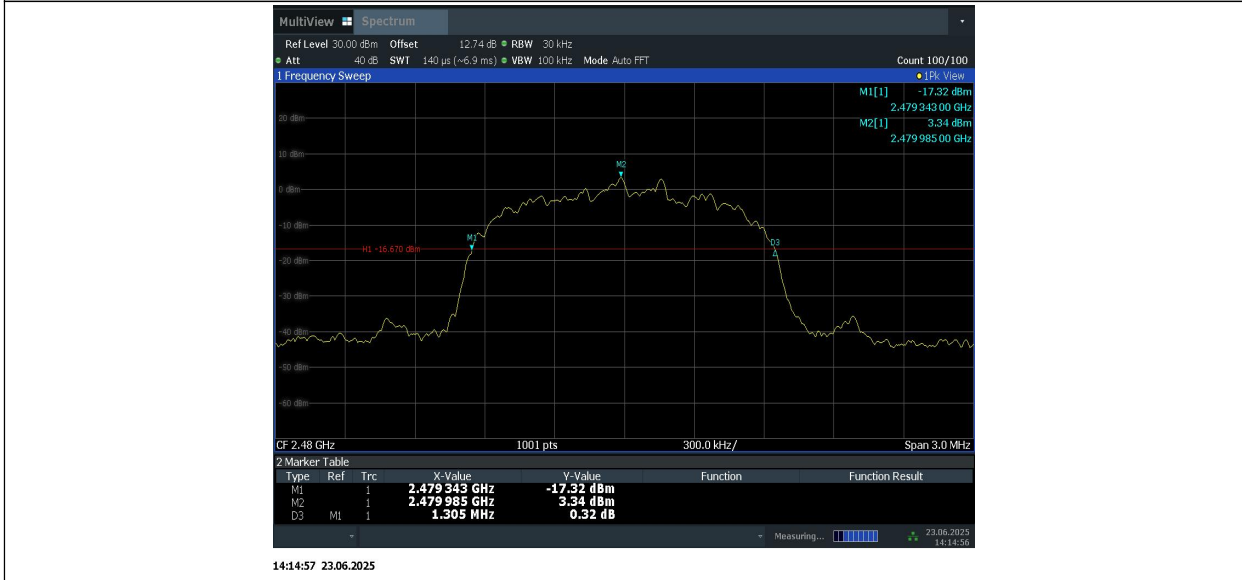 MultiView Spectrum
Ref Level 30.00 dBm Offset 12.74 dB RBW 30 kHz
Att 40 dB SWT 140 µs (~6.9 ms) VBW 100 kHz Mode Auto FFT Count 100/100
1 Frequency Sweep 1Pk View
M1[1] -17.32 dBm
2.479 343 00 GHz
M2[1] 3.34 dBm
2.479 985 00 GHz
20 dBm
10 dBm
M2
0 dBm
-10 dBm
M1
D3
H1 -16.670 dBm
-20 dBm
-30 dBm
-40 dBm
-50 dBm
-60 dBm
CF 2.48 GHz 1001 pts 300.0 kHz/ Span 3.0 MHz
2 Marker Table
Type Ref Trc X-Value Y-Value Function Function Result
M1 1 2.479 343 GHz -17.32 dBm
M2 1 2.479 985 GHz 3.34 dBm
D3 M1 1 1.305 MHz 0.32 dB
Measuring... 23.06.2025
14:14:56
14:14:57 23.06.2025